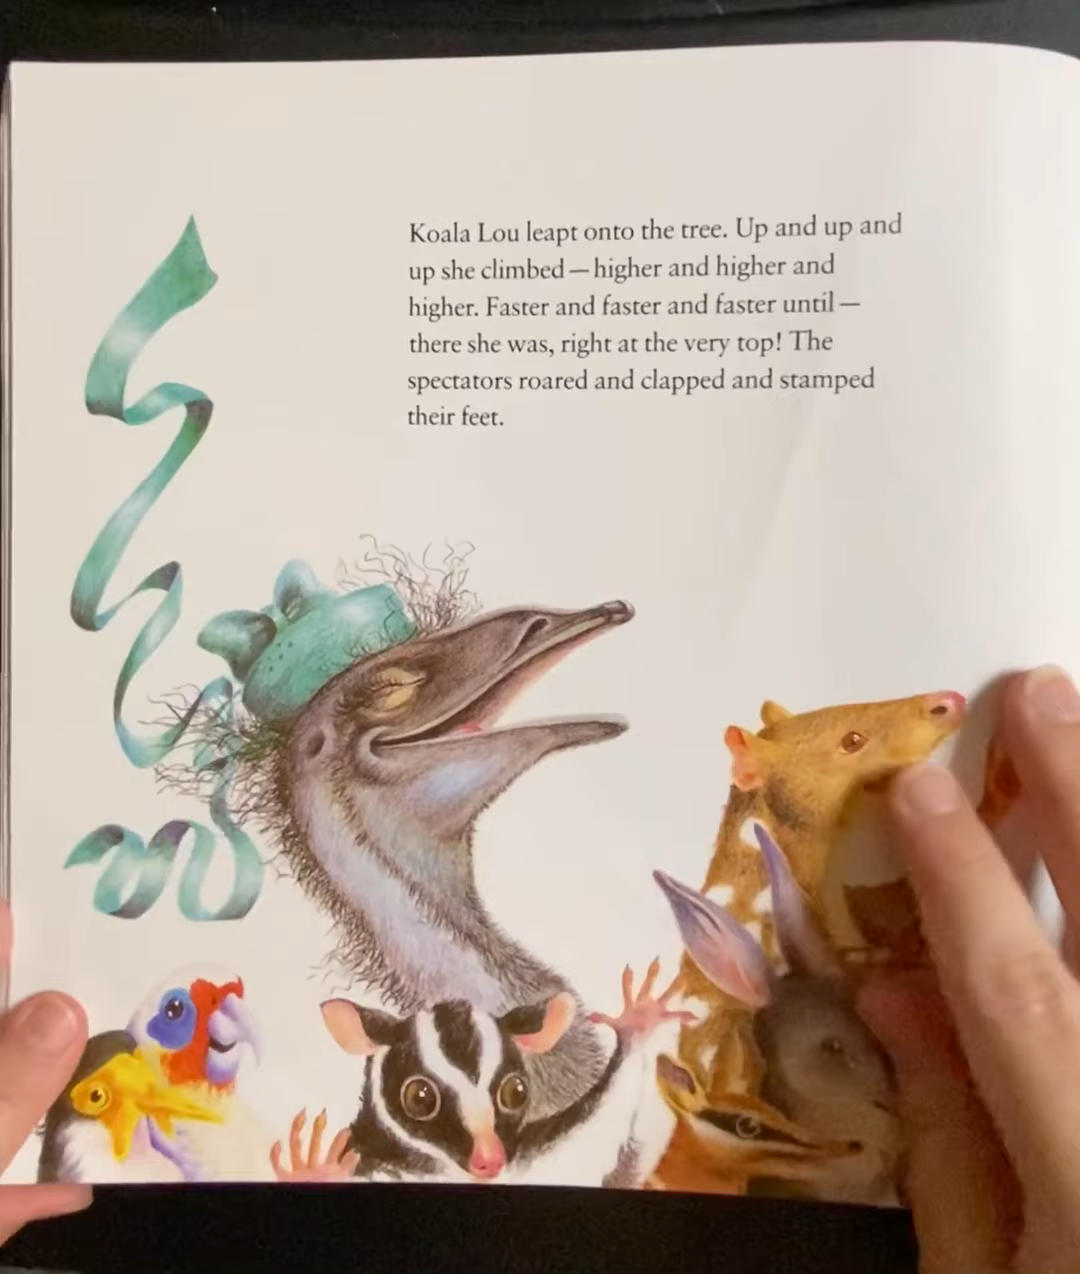 Koala Lou leapt onto the tree. Up and up and
up she climbed — higher and higher and
higher. Faster and faster and faster until —
there she was, right at the very top! The
spectators roared and clapped and stamped
their feet.